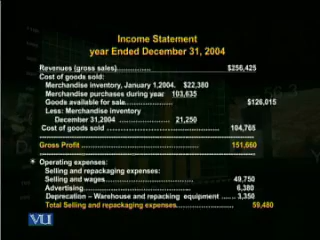 Income Statement
year Ended December 31, 2004
Revenues (gross sales)............... $256,425
Cost of goods sold:
Merchandise inventory, January 1,2004. $22,380
Merchandise purchases during year 103,635
Goods available for sale..................... $126,015
Less: Merchandise inventory
December 31,2004 ..................... 21,250
Cost of goods sold ........................................ 104,765
Gross Profit ................................................ 151,660
* Operating expenses:
Selling and repackaging expenses:
Selling and wages........................................ 49,750
Advertising................................................ 6,380
Deprecation – Warehouse and repacking equipment ...... 3,350
Total Selling and repackaging expenses........................ 59,480
VU